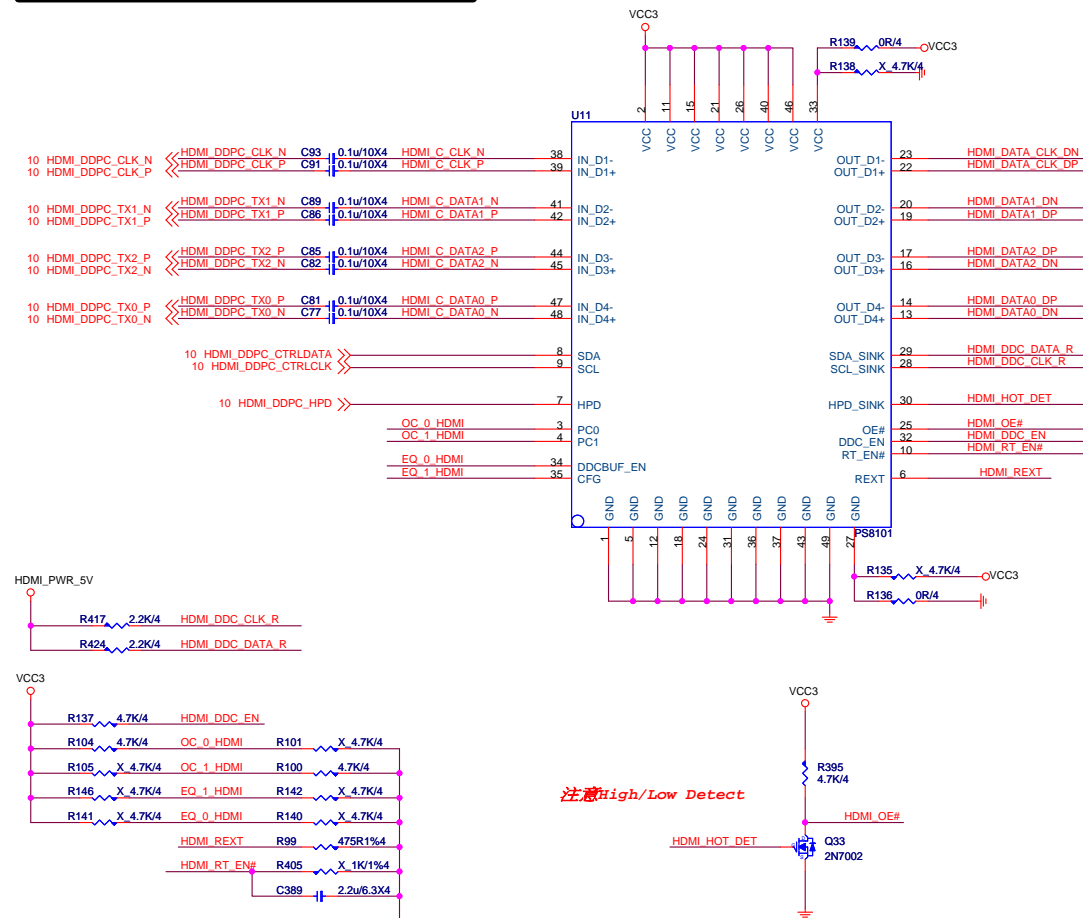 VCC3
R139 0R/4 VCC3
R138 X_4.7K/4
U11
2 11 15 21 26 40 46 33
VCC VCC VCC VCC VCC VCC VCC VCC
10 HDMI_DDPC_CLK_N HDMI_DDPC_CLK_N C93 0.1u/10X4 HDMI_C_CLK_N 38 IN_D1- OUT_D1- 23 HDMI_DATA_CLK_DN
10 HDMI_DDPC_CLK_P HDMI_DDPC_CLK_P C91 0.1u/10X4 HDMI_C_CLK_P 39 IN_D1+ OUT_D1+ 22 HDMI_DATA_CLK_DP
10 HDMI_DDPC_TX1_N HDMI_DDPC_TX1_N C89 0.1u/10X4 HDMI_C_DATA1_N 41 IN_D2- OUT_D2- 20 HDMI_DATA1_DN
10 HDMI_DDPC_TX1_P HDMI_DDPC_TX1_P C86 0.1u/10X4 HDMI_C_DATA1_P 42 IN_D2+ OUT_D2+ 19 HDMI_DATA1_DP
10 HDMI_DDPC_TX2_P HDMI_DDPC_TX2_P C85 0.1u/10X4 HDMI_C_DATA2_P 44 IN_D3- OUT_D3- 17 HDMI_DATA2_DP
10 HDMI_DDPC_TX2_N HDMI_DDPC_TX2_N C82 0.1u/10X4 HDMI_C_DATA2_N 45 IN_D3+ OUT_D3+ 16 HDMI_DATA2_DN
10 HDMI_DDPC_TX0_P HDMI_DDPC_TX0_P C81 0.1u/10X4 HDMI_C_DATA0_P 47 IN_D4- OUT_D4- 14 HDMI_DATA0_DP
10 HDMI_DDPC_TX0_N HDMI_DDPC_TX0_N C77 0.1u/10X4 HDMI_C_DATA0_N 48 IN_D4+ OUT_D4+ 13 HDMI_DATA0_DN
10 HDMI_DDPC_CTRLDATA 8 SDA SDA_SINK 29 HDMI_DDC_DATA_R
10 HDMI_DDPC_CTRLCLK 9 SCL SCL_SINK 28 HDMI_DDC_CLK_R
10 HDMI_DDPC_HPD 7 HPD HPD_SINK 30 HDMI_HOT_DET
OC_0_HDMI 3 PC0 OE# 25 HDMI_OE#
OC_1_HDMI 4 PC1 DDC_EN 32 HDMI_DDC_EN
RT_EN# 10 HDMI_RT_EN#
EQ_0_HDMI 34 DDCBUF_EN
EQ_1_HDMI 35 CFG REXT 6 HDMI_REXT
GND GND GND GND GND GND GND GND GND GND GND
1 5 12 18 24 31 36 37 43 49 27
PS8101
R135 X_4.7K/4 VCC3
R136 0R/4
HDMI_PWR_5V
R417 2.2K/4 HDMI_DDC_CLK_R
R424 2.2K/4 HDMI_DDC_DATA_R
VCC3
R137 4.7K/4 HDMI_DDC_EN
R104 4.7K/4 OC_0_HDMI R101 X_4.7K/4
R105 X_4.7K/4 OC_1_HDMI R100 4.7K/4
R146 X_4.7K/4 EQ_1_HDMI R142 X_4.7K/4
R141 X_4.7K/4 EQ_0_HDMI R140 X_4.7K/4
HDMI_REXT R99 475R1%4
HDMI_RT_EN# R405 X_1K/1%4
C389 2.2u/6.3X4
注意High/Low Detect
VCC3
R395
4.7K/4
HDMI_OE#
HDMI_HOT_DET
Q33
2N7002